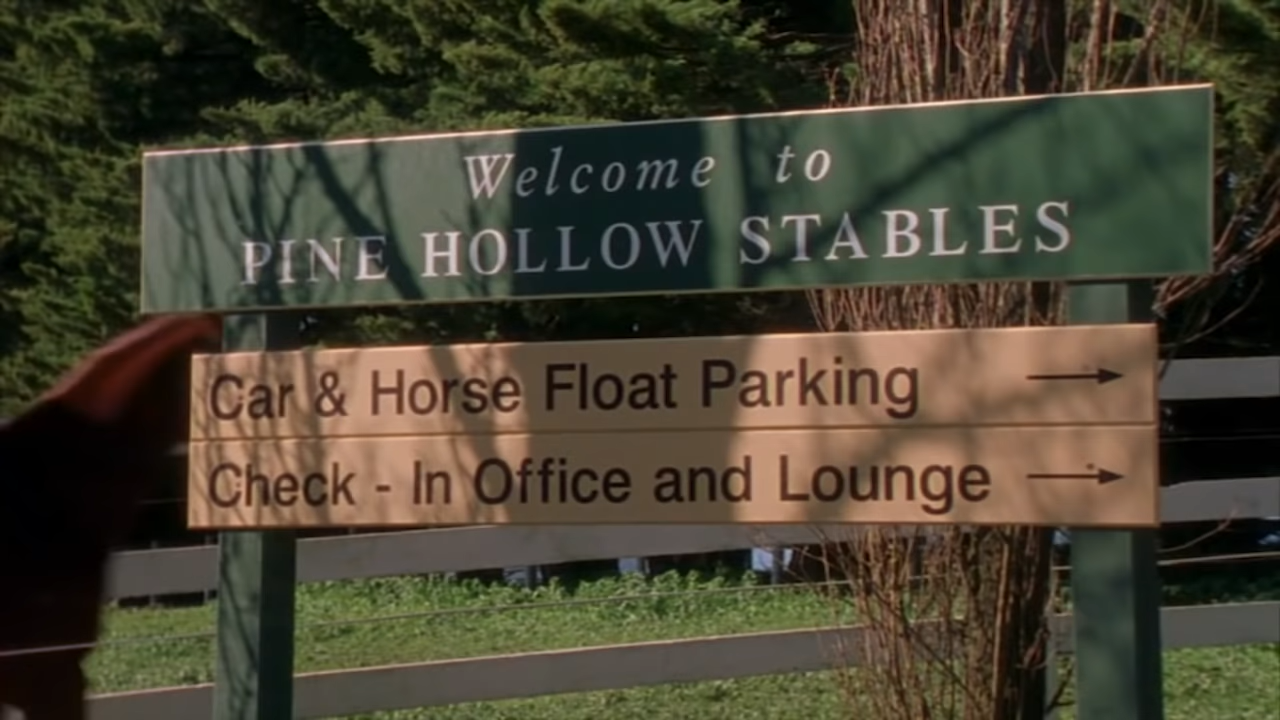 Welcome to
PINE HOLLOW STABLES
Car & Horse Float Parking →
Check - In Office and Lounge →